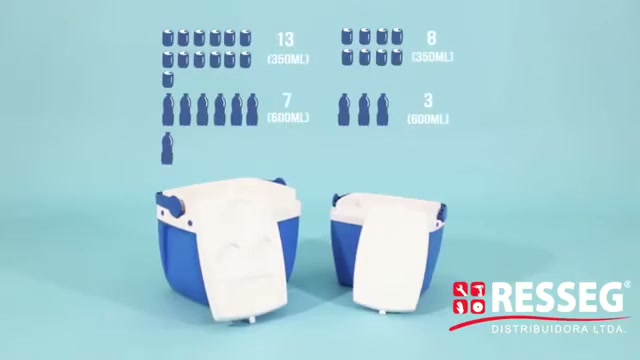 13
(350ML)
8
(350ML)
7
(600ML)
3
(600ML)
RESSEG®
DISTRIBUIDORA LTDA.